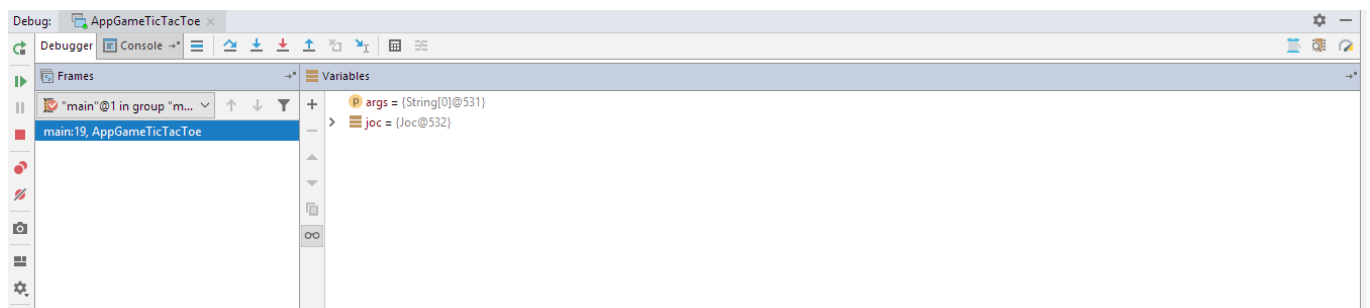 Debug: AppGameTicTacToe
Debugger Console
Frames
Variables
"main"@1 in group "m...
main:19, AppGameTicTacToe
args = {String[0]@531}
joc = {Joc@532}